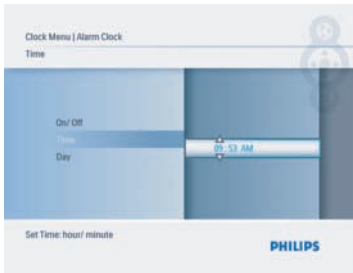 Clock Menu | Alarm Clock
Time
On/ Off
Time
Day
09 : 53 AM
Set Time: hour/ minute
PHILIPS